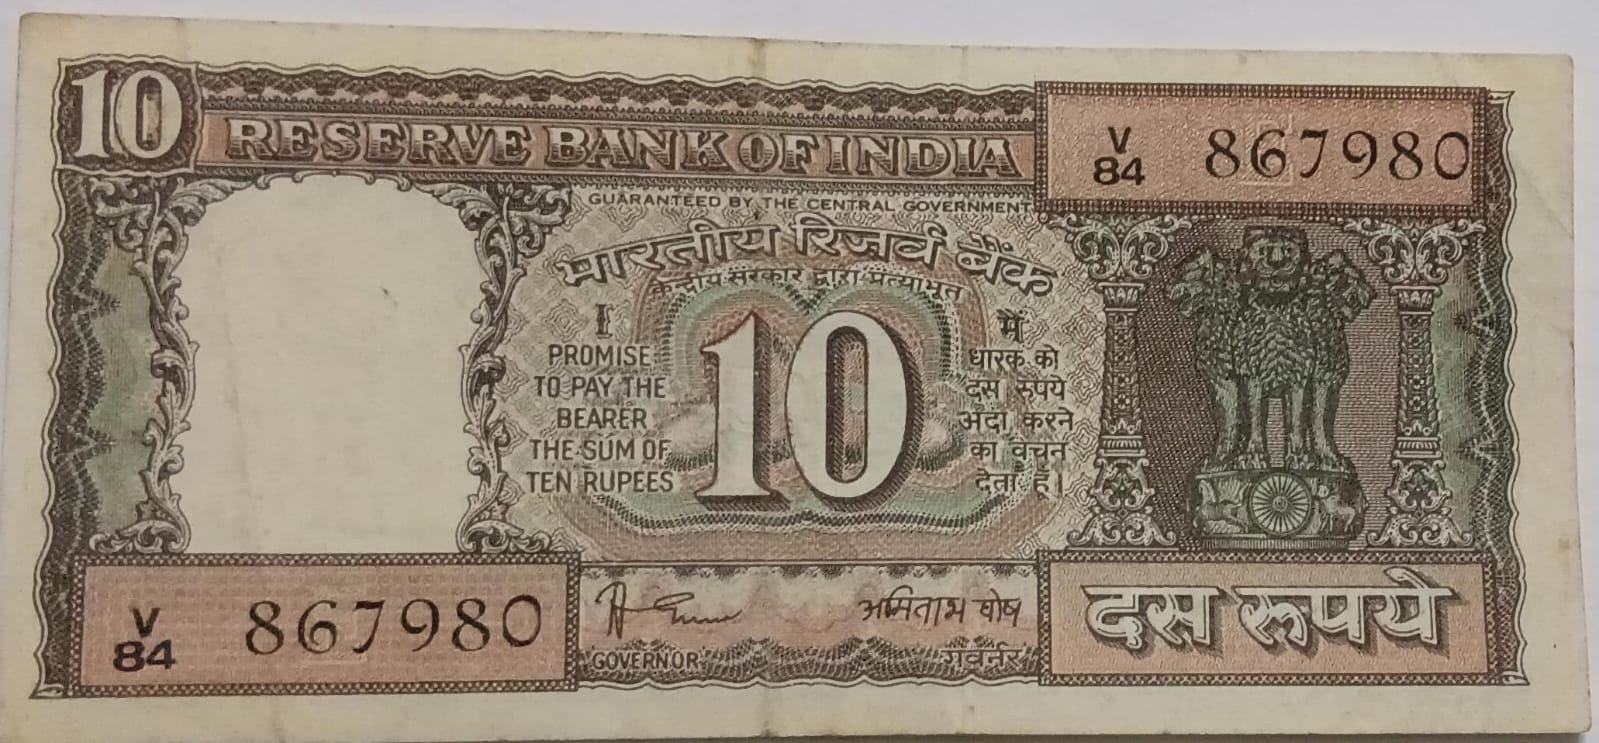 10
RESERVE BANK OF INDIA
V
84 867980
GUARANTEED BY THE CENTRAL GOVERNMENT
भारतीय रिजर्व बैंक
केन्द्रीय सरकार द्वारा प्रत्याभूत
I
PROMISE
TO PAY THE
BEARER
THE SUM OF
TEN RUPEES
10
मैं
धारक को
दस रुपये
अदा करने
का वचन
देता हूं।
V
84 867980
अमिताभ घोष
GOVERNOR
गवर्नर
दस रूपये